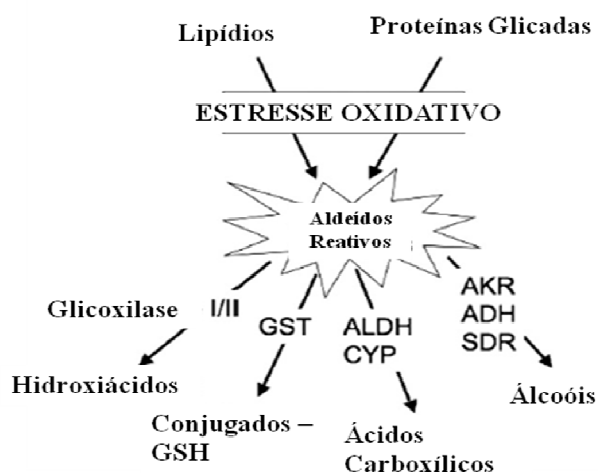 Lipídios
Proteínas Glicadas
ESTRESSE OXIDATIVO
Aldeídos
Reativos
Glicoxilase I/II
GST
ALDH
CYP
AKR
ADH
SDR
Hidroxiácidos
Conjugados –
GSH
Ácidos
Carboxílicos
Álcoóis